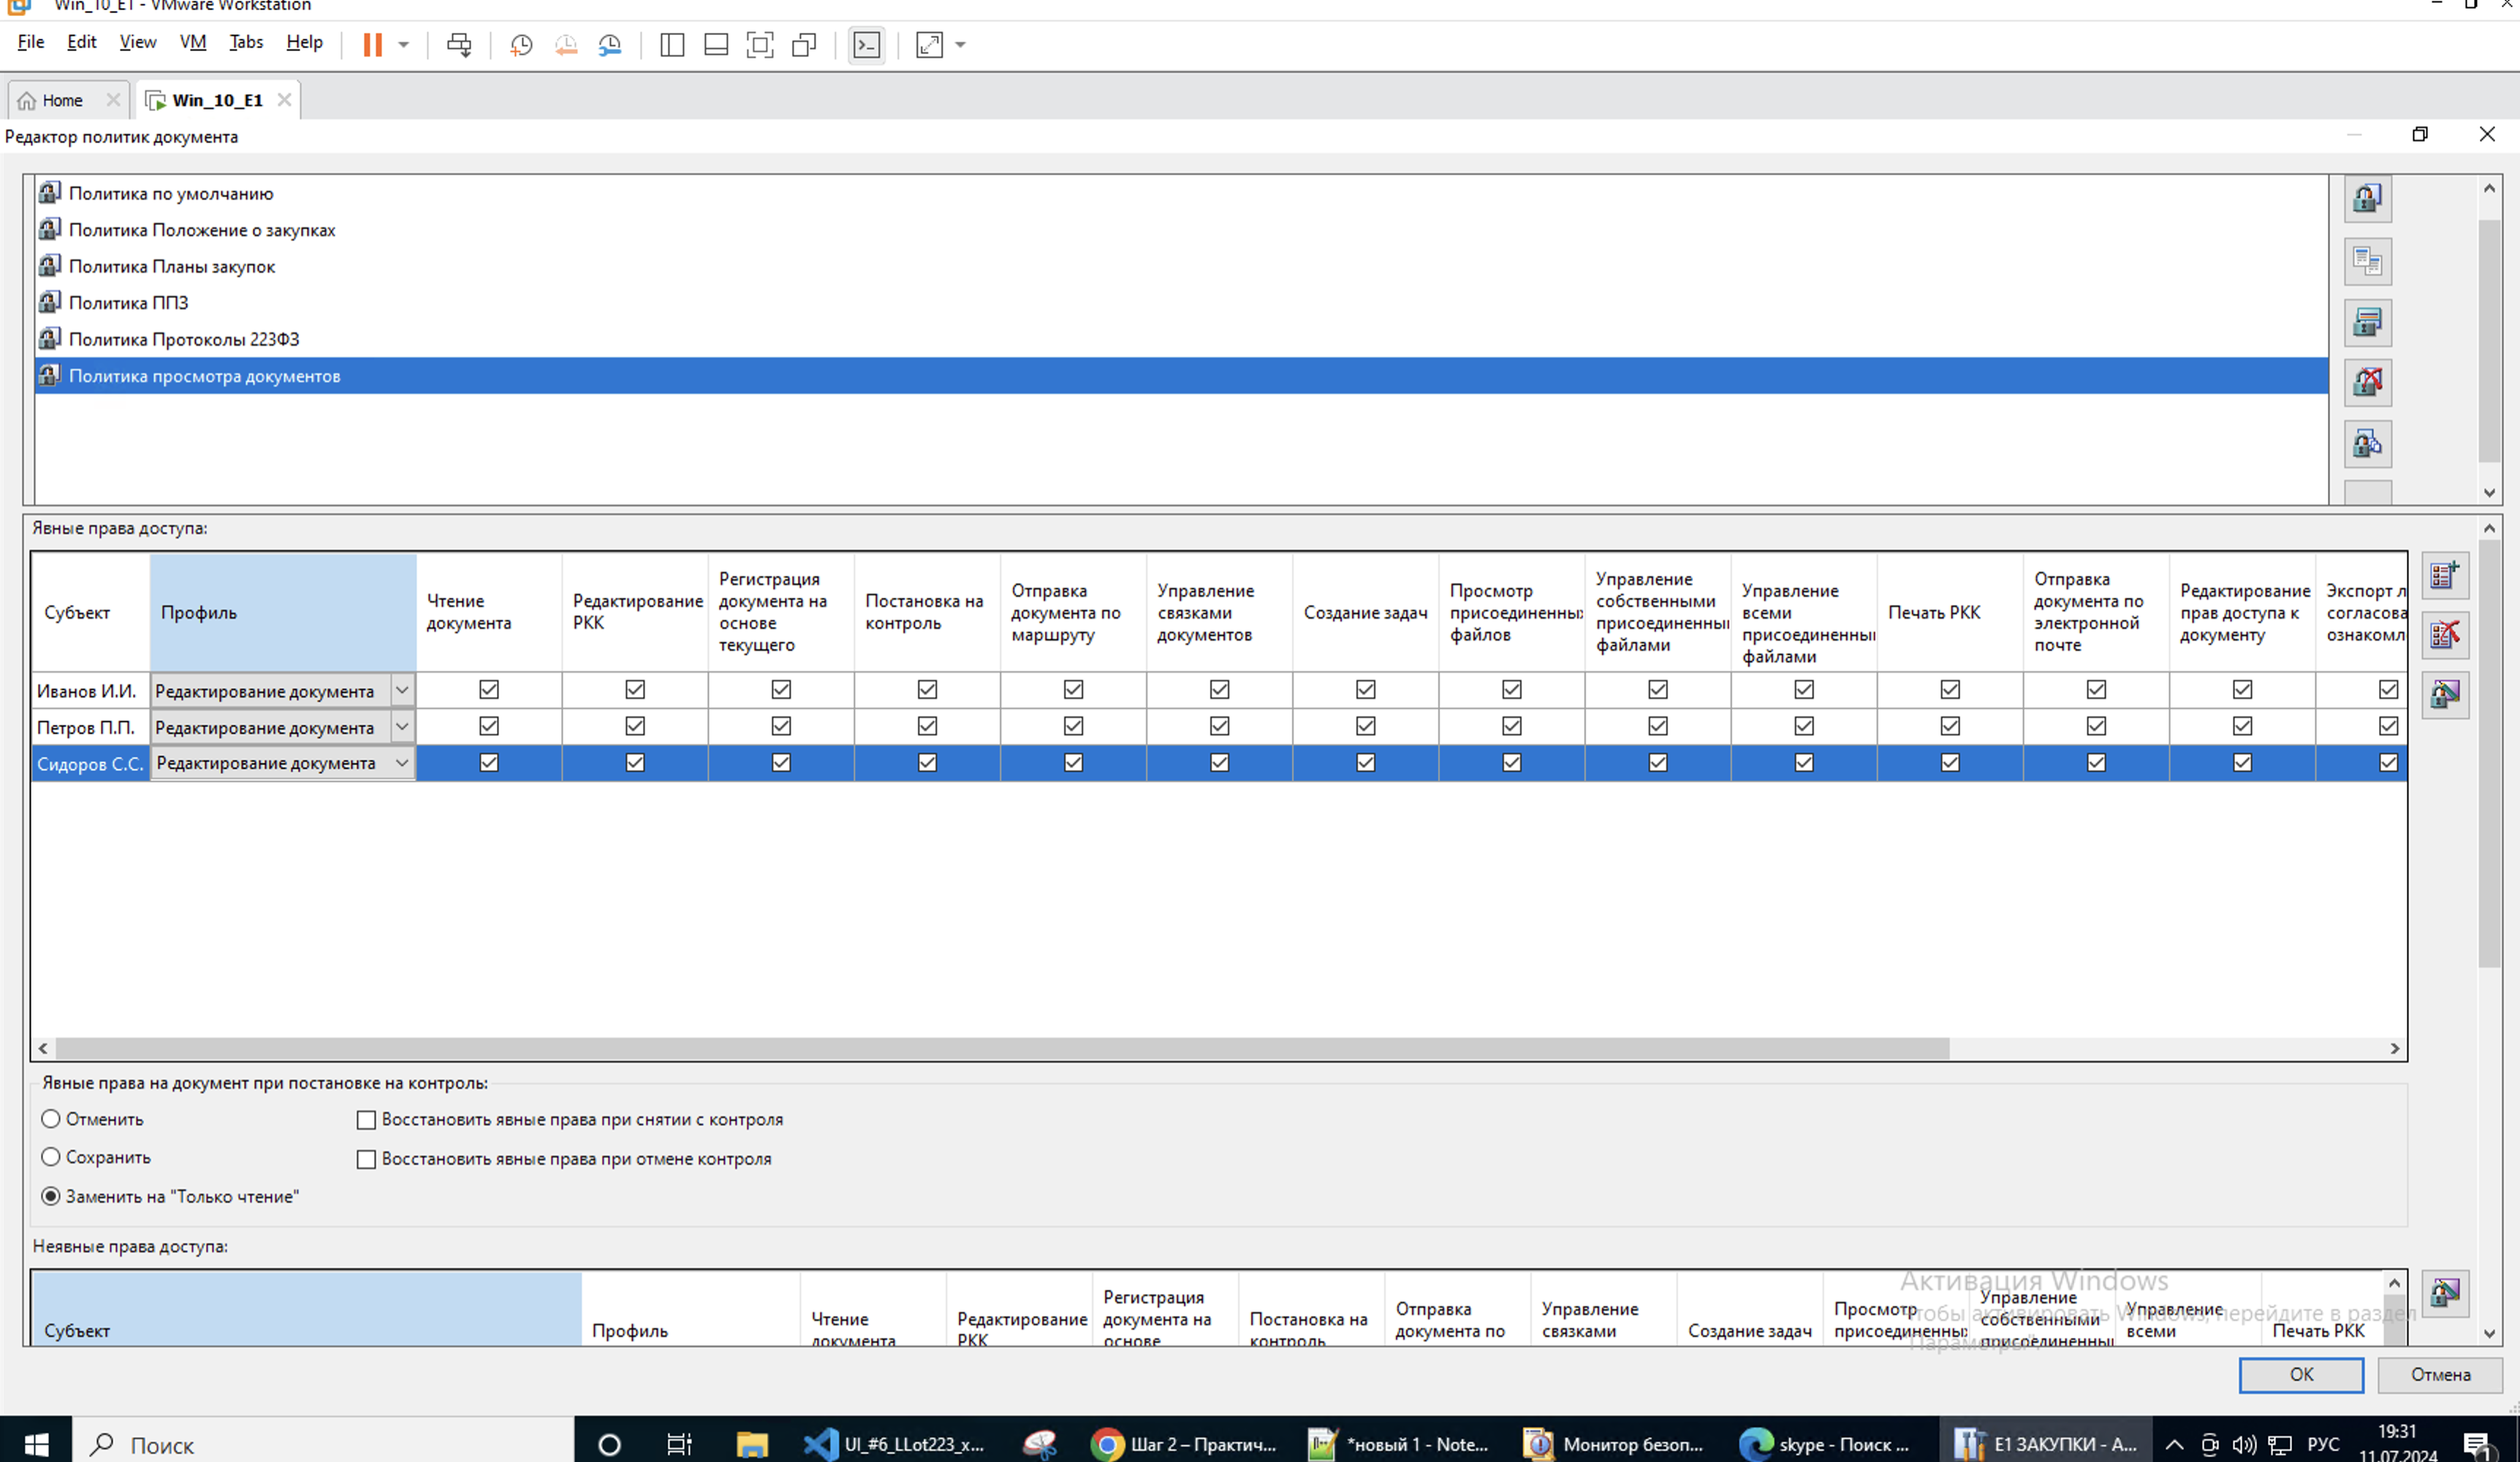 Win_10_E1 - VMware Workstation
File Edit View VM Tabs Help
Home Win_10_E1
Редактор политик документа
Политика по умолчанию
Политика Положение о закупках
Политика Планы закупок
Политика ППЗ
Политика Протоколы 223ФЗ
Политика просмотра документов
Явные права доступа:
Субъект
Профиль
Чтение
документа
Редактирование
РКК
Регистрация
документа на
основе
текущего
Постановка на
контроль
Отправка
документа по
маршруту
Управление
связками
документов
Создание задач
Просмотр
присоединенных
файлов
Управление
собственными
присоединенны
файлами
Управление
всеми
присоединенны
файлами
Печать РКК
Отправка
документа по
электронной
почте
Редактирование
прав доступа к
документу
Экспорт л
согласова
ознакомл
Иванов И.И. Редактирование документа
Петров П.П. Редактирование документа
Сидоров С.С. Редактирование документа
Явные права на документ при постановке на контроль:
Отменить Восстановить явные права при снятии с контроля
Сохранить Восстановить явные права при отмене контроля
Заменить на "Только чтение"
Неявные права доступа:
Субъект
Профиль
Чтение
документа
Редактирование
РКК
Регистрация
документа на
основе
Постановка на
контроль
Отправка
документа по
Управление
связками
Создание задач
Просмотр
присоединенны
Управление
собственными
присоединенны
Управление
всеми
Печать РКК
Активация Windows
Чтобы активировать Windows, перейдите в раздел
"Параметры".
ОК Отмена
Поиск
UI_#6_LLot223_x...
Шаг 2 – Практич...
*новый 1 - Note...
Монитор безоп...
skype - Поиск ...
Е1 ЗАКУПКИ - А...
РУС
19:31
11.07.2024
1